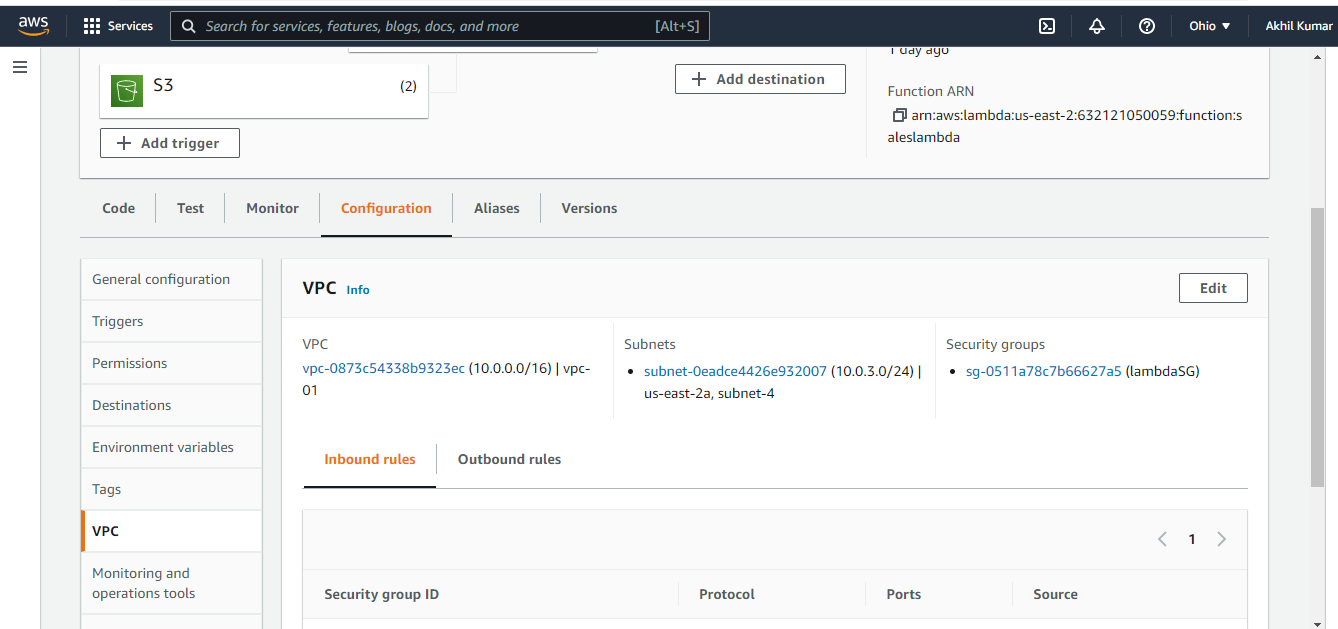 aws
Services
Search for services, features, blogs, docs, and more
[Alt+S]
Ohio
Akhil Kumar
1 day ago
S3
(2)
Add destination
Function ARN
arn:aws:lambda:us-east-2:632121050059:function:s
aleslambda
Add trigger
Code
Test
Monitor
Configuration
Aliases
Versions
General configuration
Triggers
Permissions
Destinations
Environment variables
Tags
VPC
Monitoring and
operations tools
VPC Info
Edit
VPC
vpc-0873c54338b9323ec (10.0.0.0/16) | vpc-
01
Subnets
subnet-0eadce4426e932007 (10.0.3.0/24) |
us-east-2a, subnet-4
Security groups
sg-0511a78c7b66627a5 (lambdaSG)
Inbound rules
Outbound rules
1
Security group ID
Protocol
Ports
Source